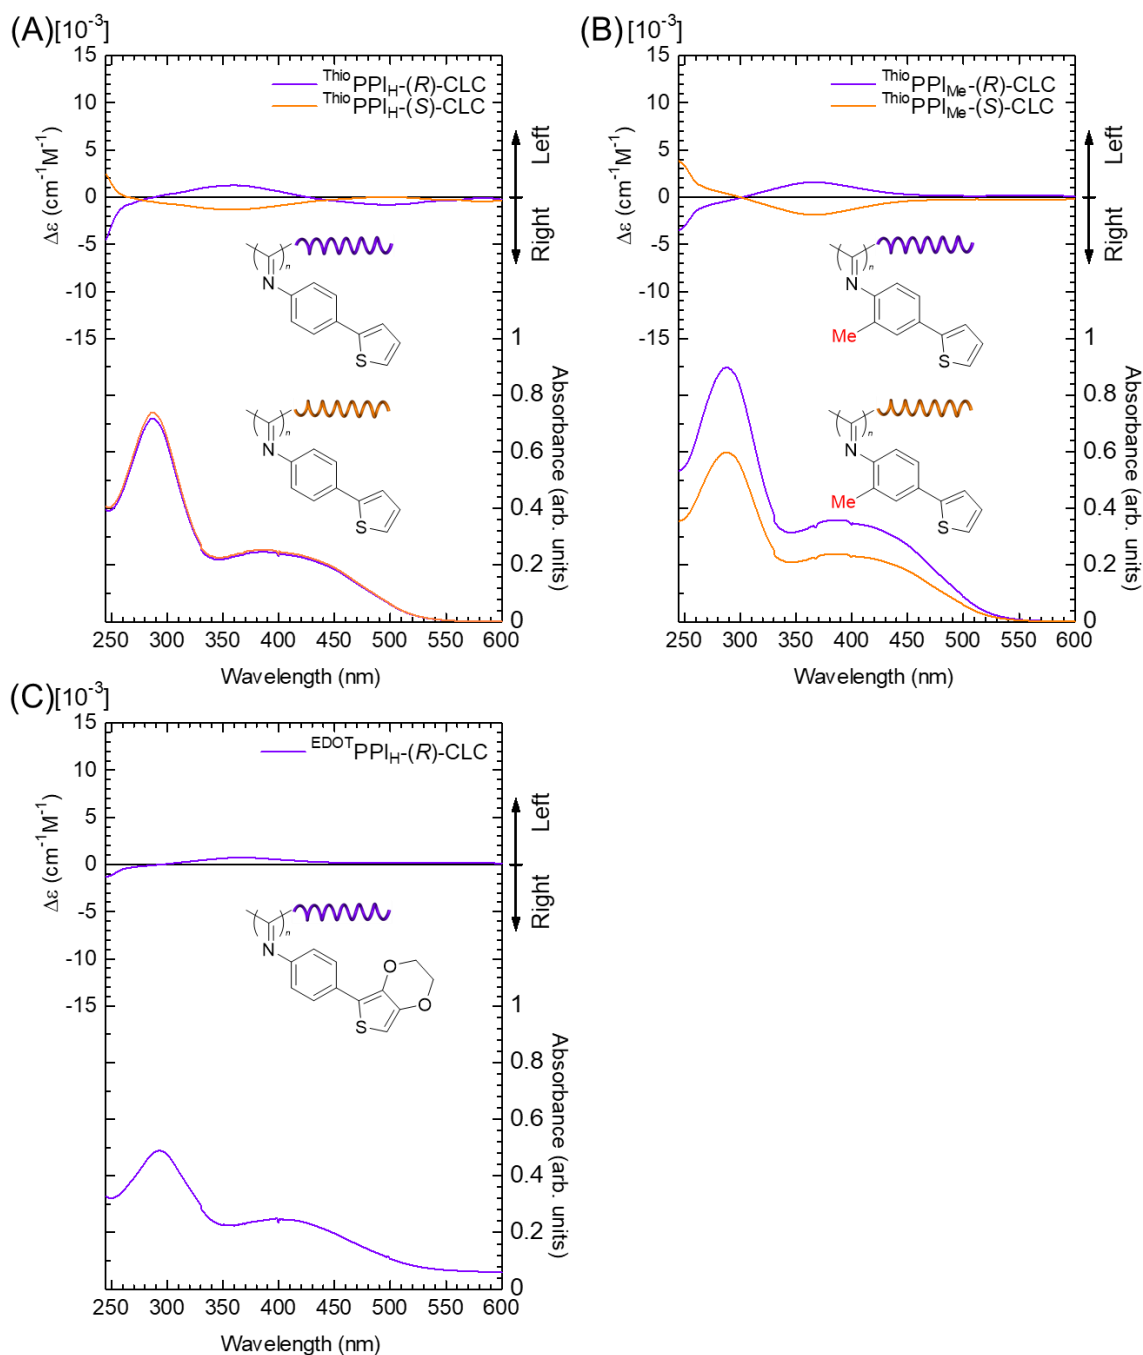 (A)[10⁻³]
15
10
5
0
-5
-10
-15
Δε (cm⁻¹M⁻¹)
ThioPPI_H-(R)-CLC
ThioPPI_H-(S)-CLC
Left
Right
( )n
N
S
( )n
N
S
1
0.8
0.6
0.4
0.2
0
Absorbance (arb. units)
250 300 350 400 450 500 550 600
Wavelength (nm)
(B)[10⁻³]
15
10
5
0
-5
-10
-15
Δε (cm⁻¹M⁻¹)
ThioPPI_Me-(R)-CLC
ThioPPI_Me-(S)-CLC
Left
Right
( )n
N
Me
S
( )n
N
Me
S
1
0.8
0.6
0.4
0.2
0
Absorbance (arb. units)
250 300 350 400 450 500 550 600
Wavelength (nm)
(C)[10⁻³]
15
10
5
0
-5
-10
-15
Δε (cm⁻¹M⁻¹)
EDOTPPI_H-(R)-CLC
Left
Right
( )n
N
O
O
S
1
0.8
0.6
0.4
0.2
0
Absorbance (arb. units)
250 300 350 400 450 500 550 600
Wavelength (nm)